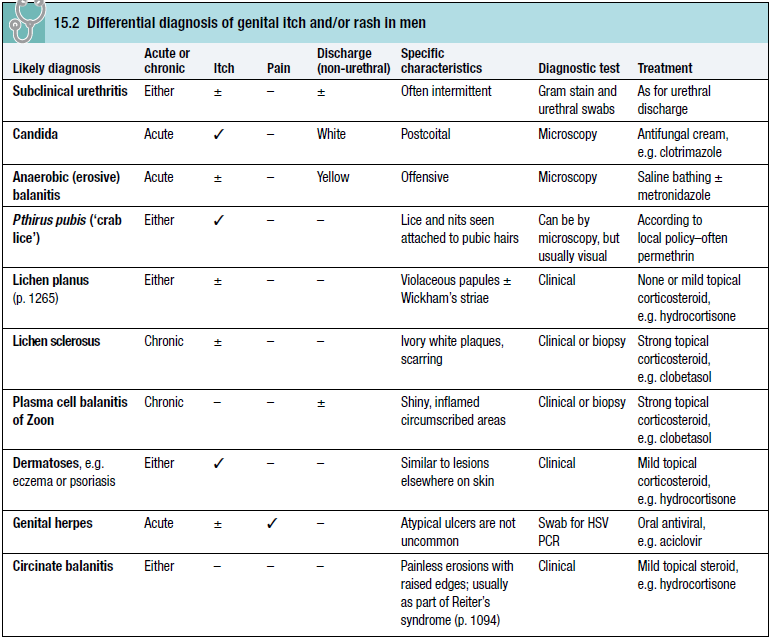 15.2 Differential diagnosis of genital itch and/or rash in men
Likely diagnosis Acute or chronic Itch Pain Discharge (non-urethral) Specific characteristics Diagnostic test Treatment
Subclinical urethritis Either ± – ± Often intermittent Gram stain and urethral swabs As for urethral discharge
Candida Acute ✓ – White Postcoital Microscopy Antifungal cream, e.g. clotrimazole
Anaerobic (erosive) balanitis Acute ± – Yellow Offensive Microscopy Saline bathing ± metronidazole
Pthirus pubis (‘crab lice’) Either ✓ – – Lice and nits seen attached to pubic hairs Can be by microscopy, but usually visual According to local policy–often permethrin
Lichen planus (p. 1265) Either ± – – Violaceous papules ± Wickham’s striae Clinical None or mild topical corticosteroid, e.g. hydrocortisone
Lichen sclerosus Chronic ± – – Ivory white plaques, scarring Clinical or biopsy Strong topical corticosteroid, e.g. clobetasol
Plasma cell balanitis of Zoon Chronic – – ± Shiny, inflamed circumscribed areas Clinical or biopsy Strong topical corticosteroid, e.g. clobetasol
Dermatoses, e.g. eczema or psoriasis Either ✓ – – Similar to lesions elsewhere on skin Clinical Mild topical corticosteroid, e.g. hydrocortisone
Genital herpes Acute ± ✓ – Atypical ulcers are not uncommon Swab for HSV PCR Oral antiviral, e.g. aciclovir
Circinate balanitis Either – – – Painless erosions with raised edges; usually as part of Reiter’s syndrome (p. 1094) Clinical Mild topical steroid, e.g. hydrocortisone